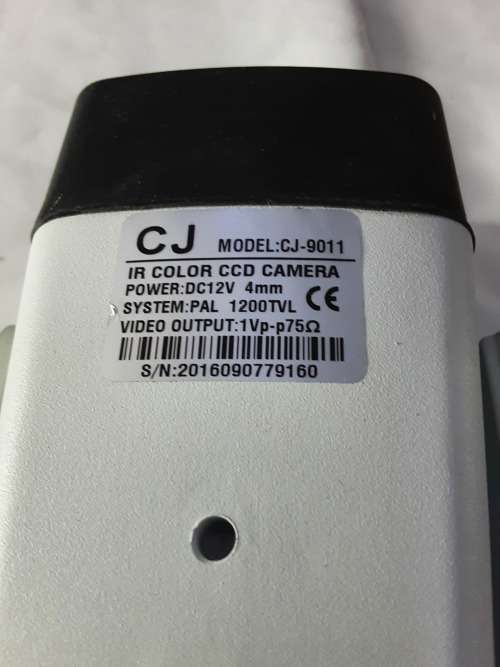 CJ MODEL:CJ-9011
IR COLOR CCD CAMERA
POWER:DC12V 4mm
SYSTEM:PAL 1200TVL CE
VIDEO OUTPUT:1Vp-p75Ω
S/N:2016090779160